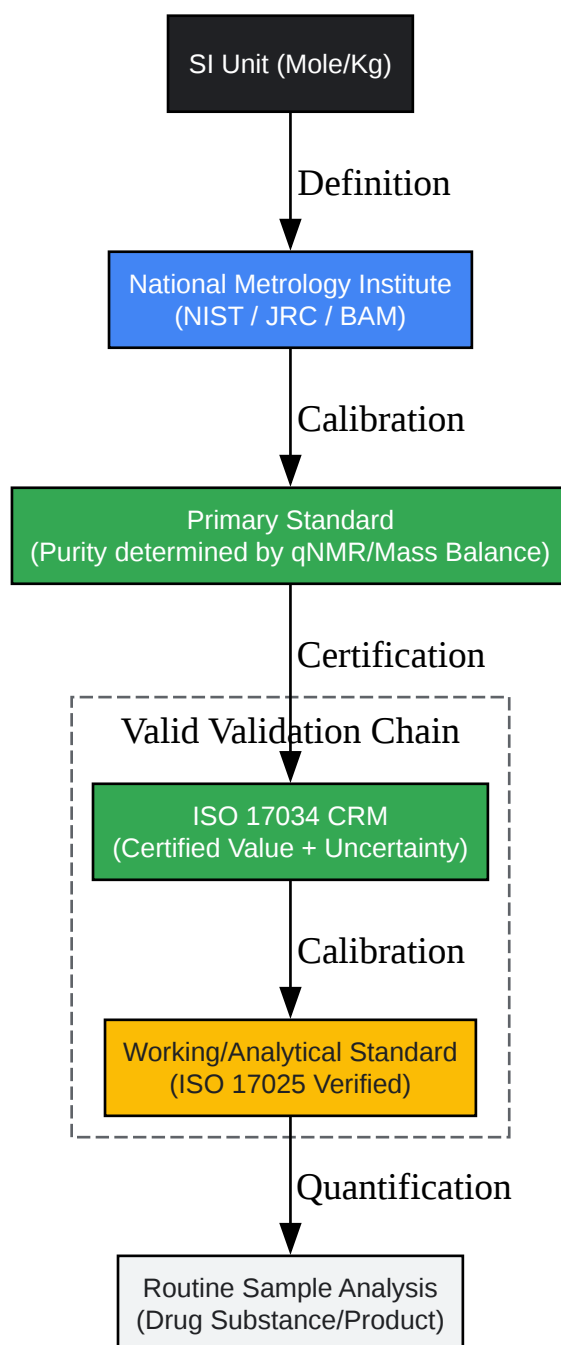 SI Unit (Mole/Kg)
Definition
National Metrology Institute
(NIST / JRC / BAM)
Calibration
Primary Standard
(Purity determined by qNMR/Mass Balance)
Certification
Valid Validation Chain
ISO 17034 CRM
(Certified Value + Uncertainty)
Calibration
Working/Analytical Standard
(ISO 17025 Verified)
Quantification
Routine Sample Analysis
(Drug Substance/Product)